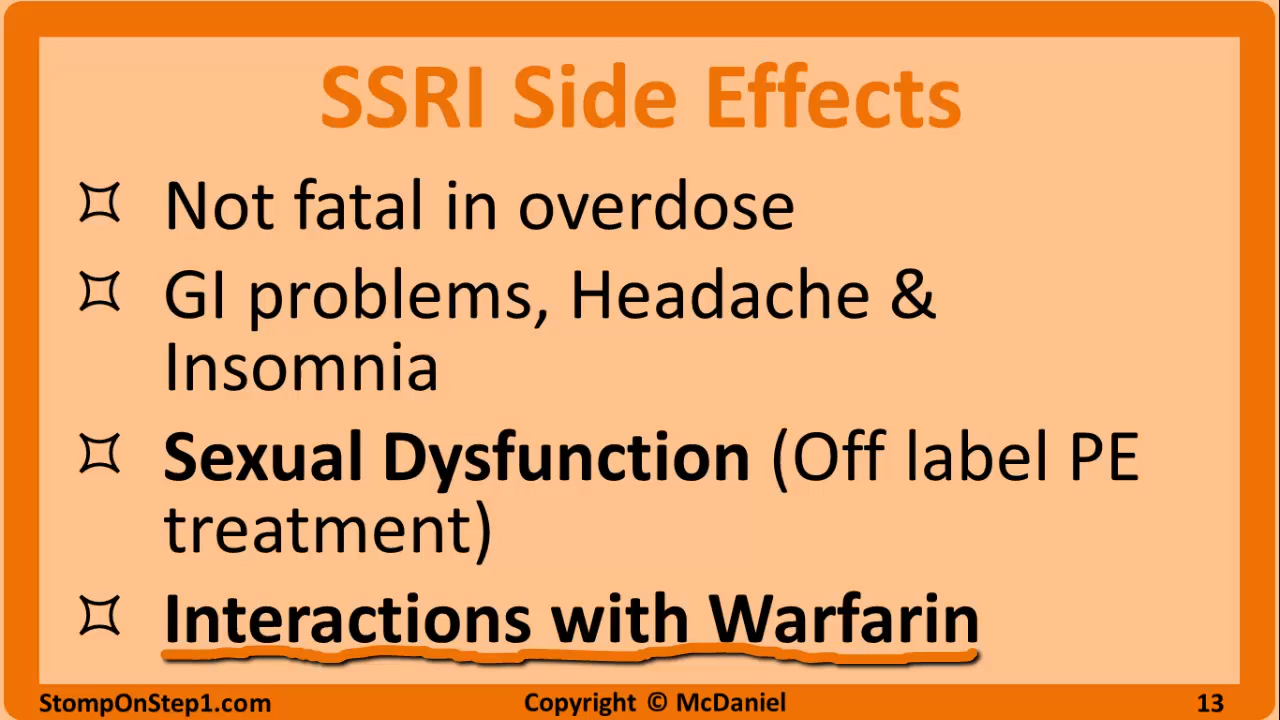 SSRI Side Effects
Not fatal in overdose
GI problems, Headache &
Insomnia
Sexual Dysfunction (Off label PE
treatment)
Interactions with Warfarin
StompOnStep1.com Copyright © McDaniel 13